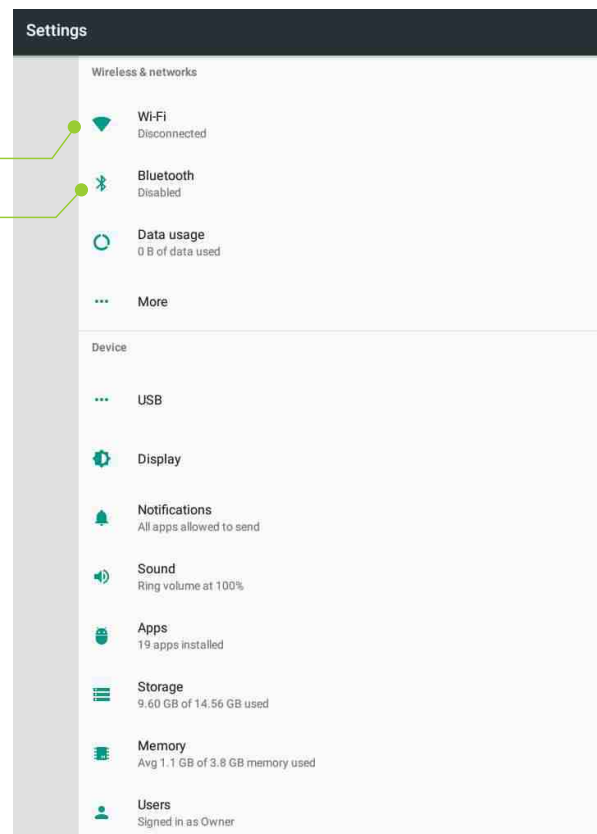 Settings
Wireless & networks
Wi-Fi
Disconnected
Bluetooth
Disabled
Data usage
0 B of data used
More
Device
USB
Display
Notifications
All apps allowed to send
Sound
Ring volume at 100%
Apps
19 apps installed
Storage
9.60 GB of 14.56 GB used
Memory
Avg 1.1 GB of 3.8 GB memory used
Users
Signed in as Owner